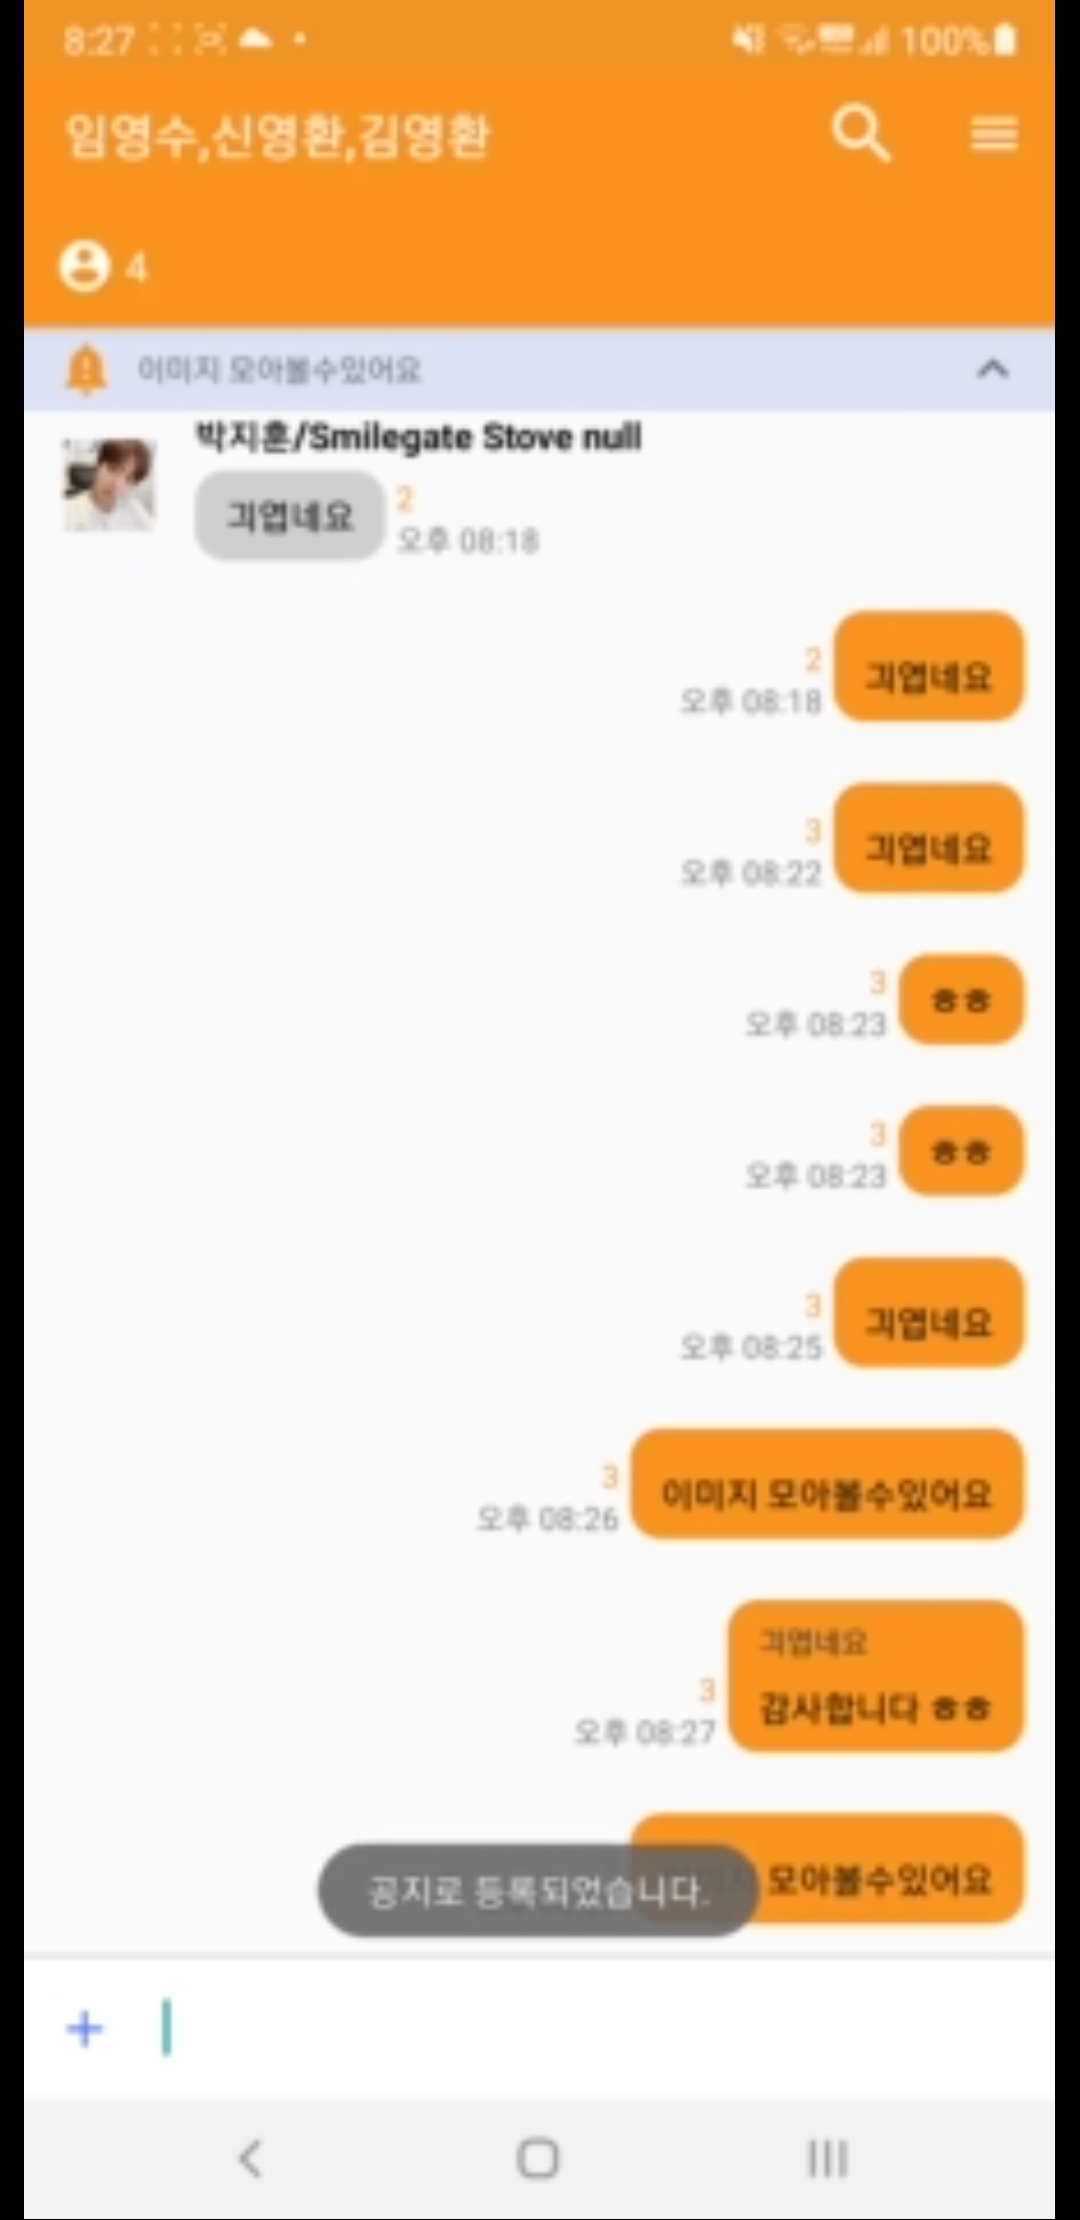 8:27 100%
임영수,신영환,김영환
4
이미지 모아볼수있어요
박지훈/Smilegate Stove null
긔엽네요
2
오후 08:18
2
오후 08:18
긔엽네요
3
오후 08:22
긔엽네요
3
오후 08:23
ㅎㅎ
3
오후 08:23
ㅎㅎ
3
오후 08:25
긔엽네요
3
오후 08:26
이미지 모아볼수있어요
긔엽네요
3
오후 08:27
감사합니다 ㅎㅎ
모아볼수있어요
공지로 등록되었습니다.